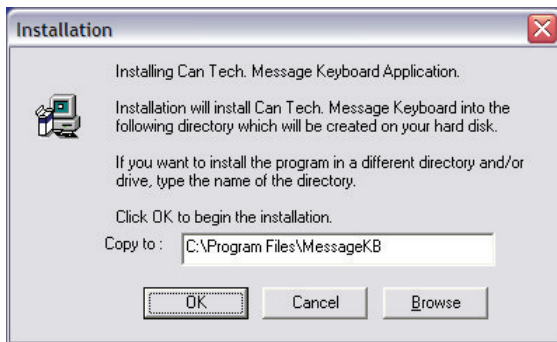 Installation
Installing Can Tech. Message Keyboard Application.
Installation will install Can Tech. Message Keyboard into the
following directory which will be created on your hard disk.
If you want to install the program in a different directory and/or
drive, type the name of the directory.
Click OK to begin the installation.
Copy to : C:\Program Files\MessageKB
OK Cancel Browse